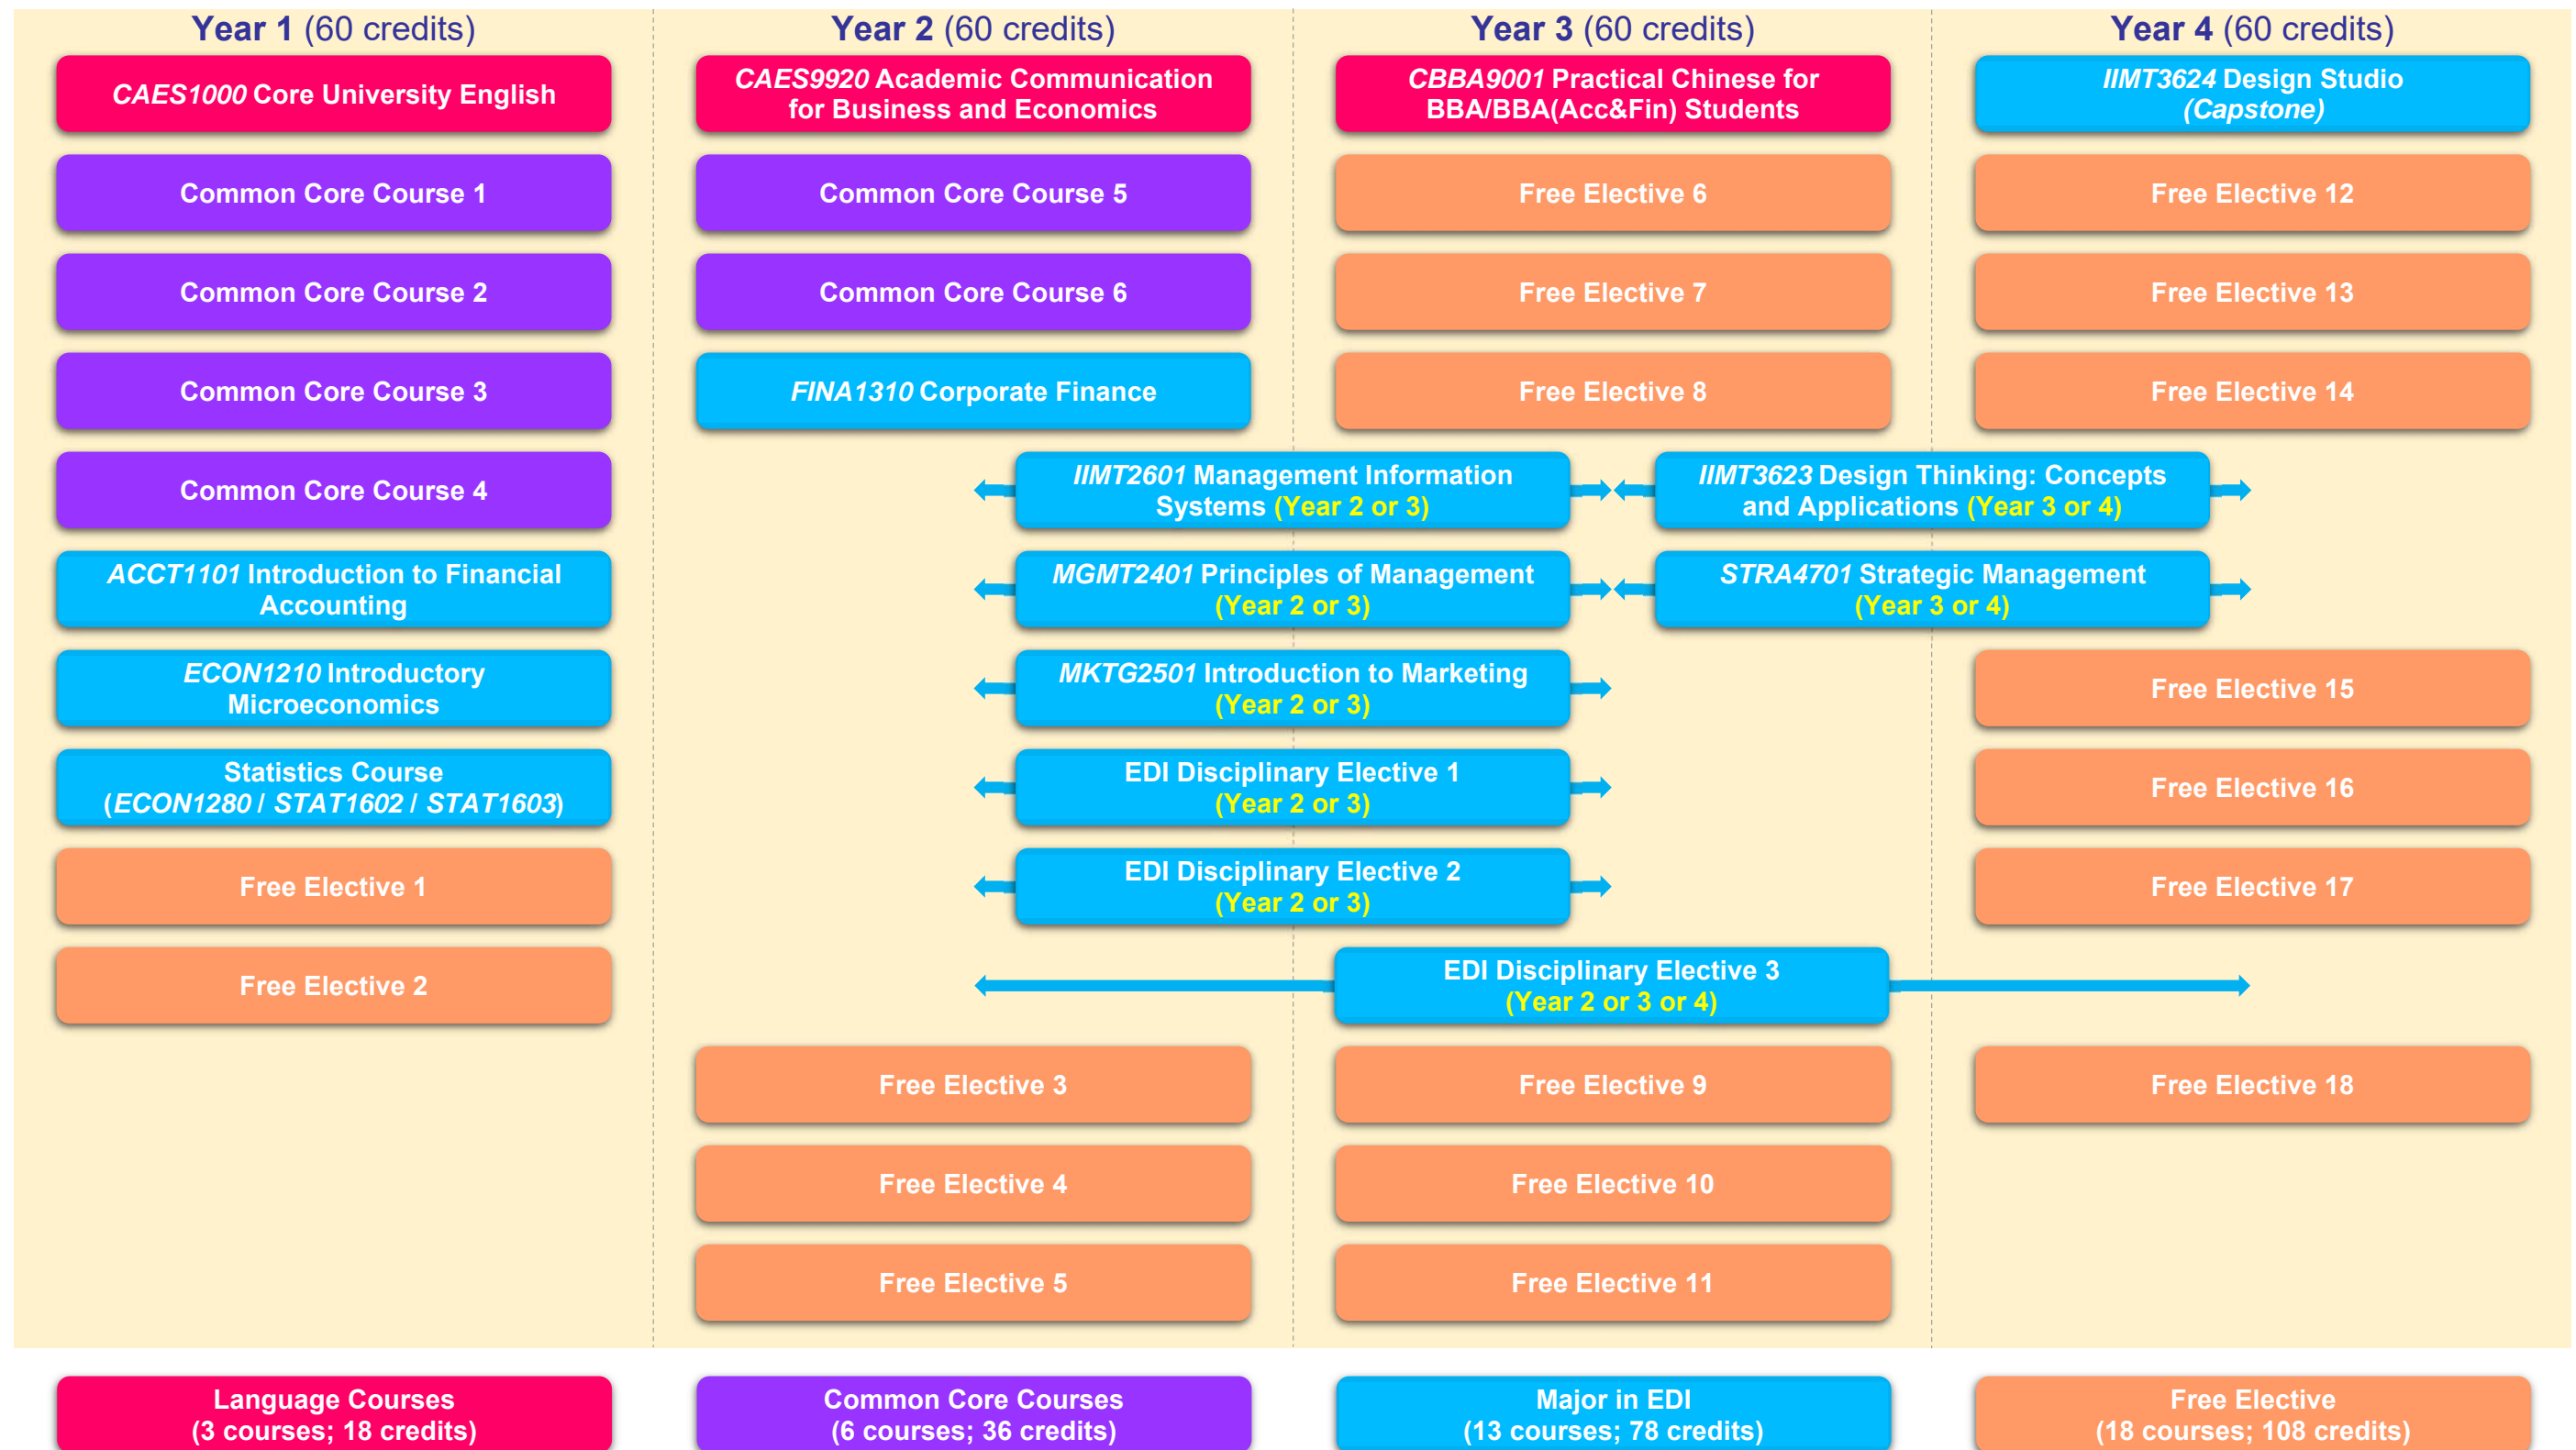 Year 1 (60 credits)
CAES1000 Core University English
Common Core Course 1
Common Core Course 2
Common Core Course 3
Common Core Course 4
ACCT1101 Introduction to Financial
Accounting
ECON1210 Introductory
Microeconomics
Statistics Course
(ECON1280 / STAT1602 / STAT1603)
Free Elective 1
Free Elective 2
Year 2 (60 credits)
CAES9920 Academic Communication
for Business and Economics
Common Core Course 5
Common Core Course 6
FINA1310 Corporate Finance
IIMT2601 Management Information
Systems (Year 2 or 3)
MGMT2401 Principles of Management
(Year 2 or 3)
MKTG2501 Introduction to Marketing
(Year 2 or 3)
EDI Disciplinary Elective 1
(Year 2 or 3)
EDI Disciplinary Elective 2
(Year 2 or 3)
Free Elective 3
Free Elective 4
Free Elective 5
Year 3 (60 credits)
CBBA9001 Practical Chinese for
BBA/BBA(Acc&Fin) Students
Free Elective 6
Free Elective 7
Free Elective 8
IIMT3623 Design Thinking: Concepts
and Applications (Year 3 or 4)
STRA4701 Strategic Management
(Year 3 or 4)
EDI Disciplinary Elective 3
(Year 2 or 3 or 4)
Free Elective 9
Free Elective 10
Free Elective 11
Year 4 (60 credits)
IIMT3624 Design Studio
(Capstone)
Free Elective 12
Free Elective 13
Free Elective 14
Free Elective 15
Free Elective 16
Free Elective 17
Free Elective 18
Language Courses
(3 courses; 18 credits)
Common Core Courses
(6 courses; 36 credits)
Major in EDI
(13 courses; 78 credits)
Free Elective
(18 courses; 108 credits)